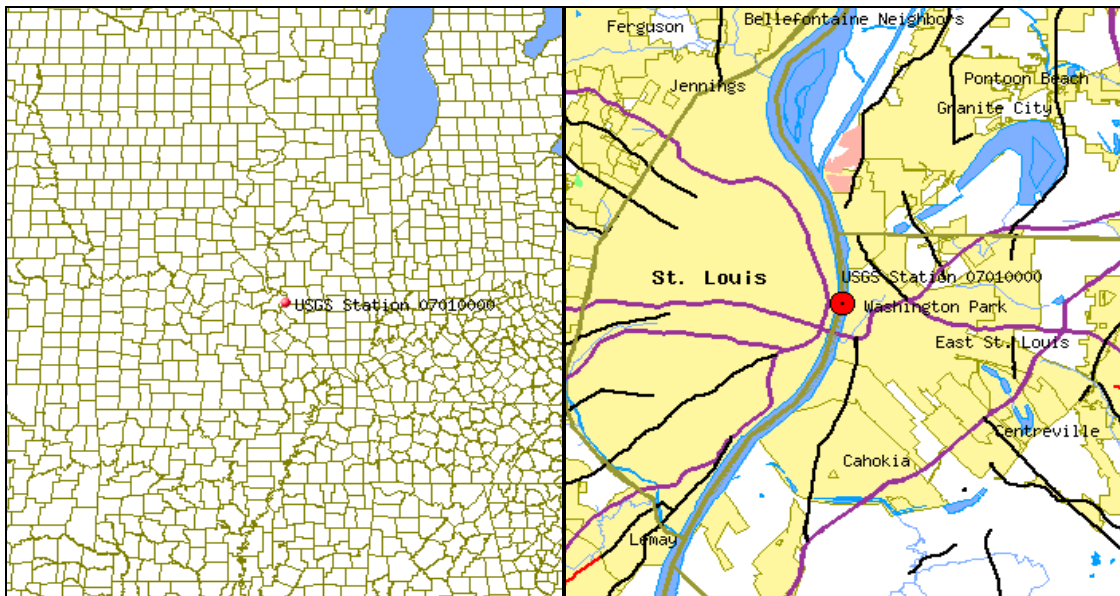 USGS Station 07010000
Bellefontaine Neighbors
Ferguson
Pontoon Beach
Jennings
Granite City
St. Louis
USGS Station 07010000
Washington Park
East St. Louis
Centreville
Cahokia
Lemay